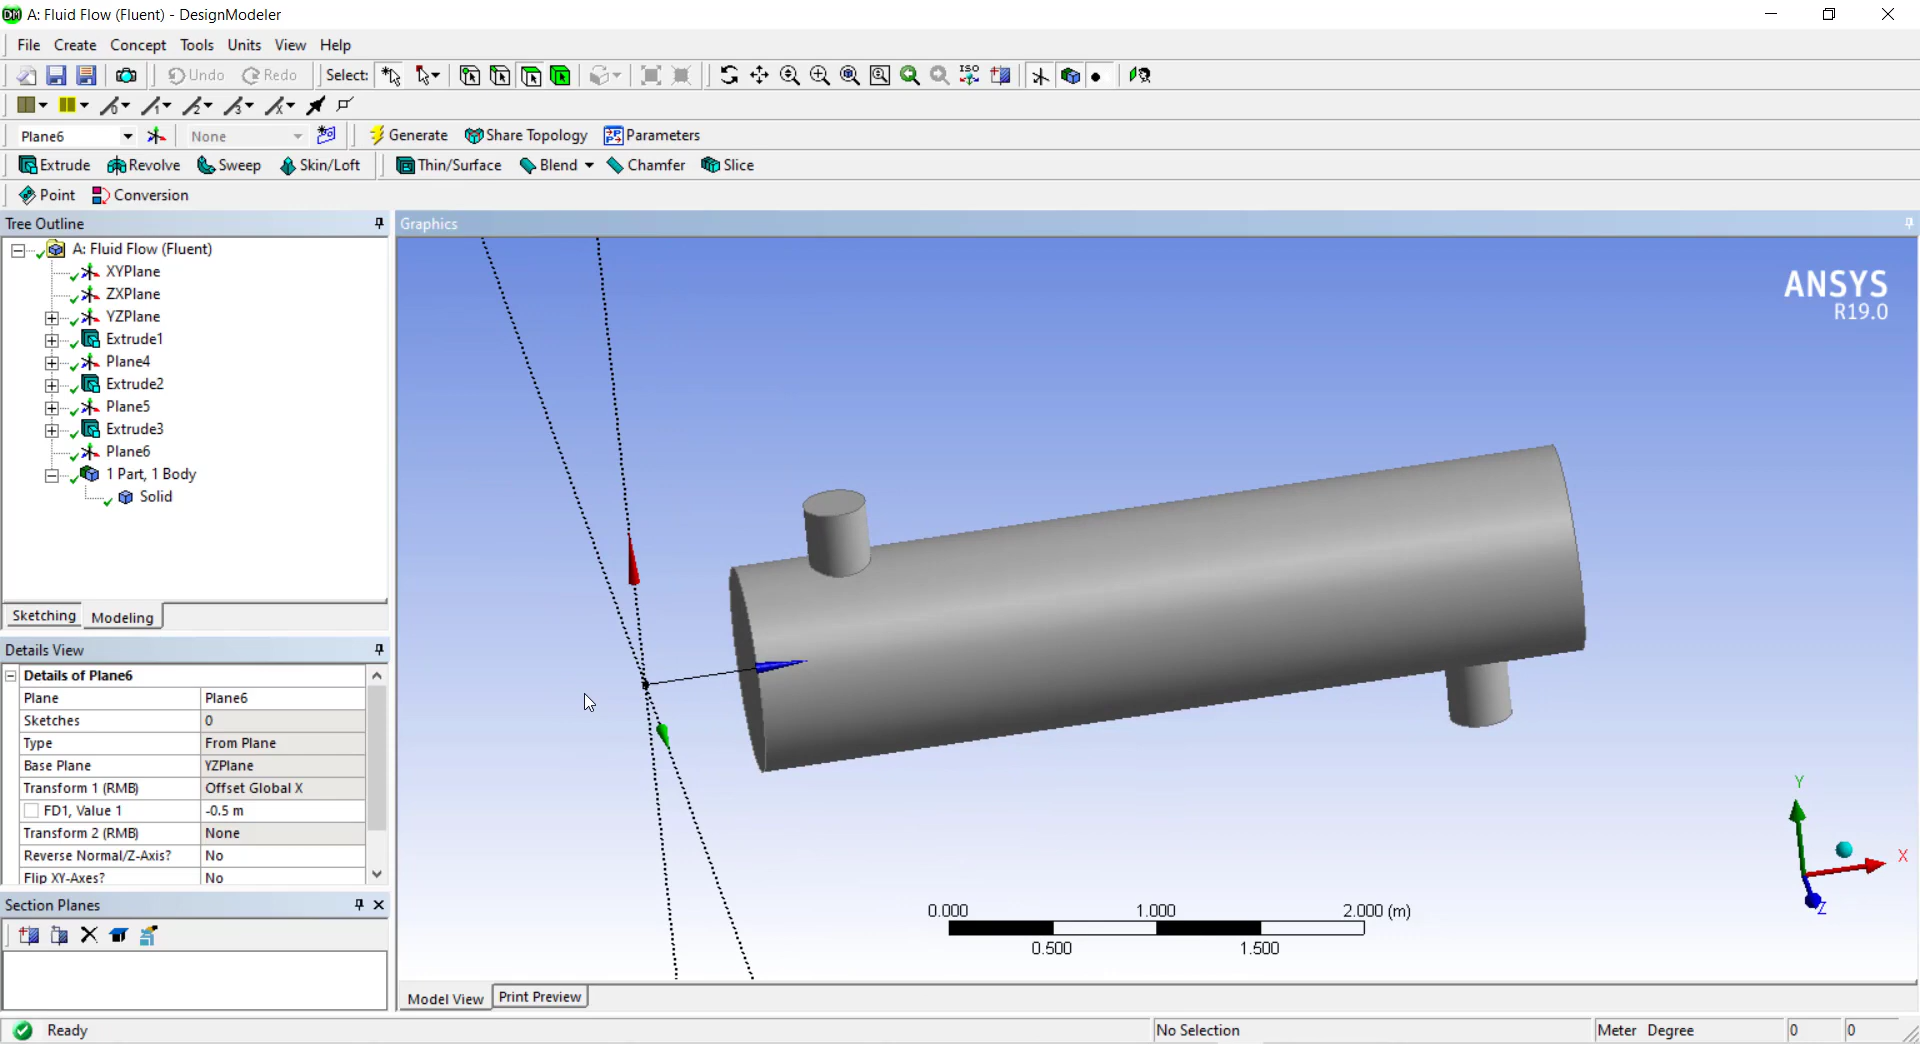 A: Fluid Flow (Fluent) - DesignModeler
File Create Concept Tools Units View Help
Undo Redo Select: ISO
Plane6 None Generate Share Topology Parameters
Extrude Revolve Sweep Skin/Loft Thin/Surface Blend Chamfer Slice
Point Conversion
Tree Outline
A: Fluid Flow (Fluent)
XYPlane
ZXPlane
YZPlane
Extrude1
Plane4
Extrude2
Plane5
Extrude3
Plane6
1 Part, 1 Body
Solid
Sketching Modeling
Details View
Details of Plane6
Plane Plane6
Sketches 0
Type From Plane
Base Plane YZPlane
Transform 1 (RMB) Offset Global X
FD1, Value 1 -0.5 m
Transform 2 (RMB) None
Reverse Normal/Z-Axis? No
Flip XY-Axes? No
Section Planes
Graphics
ANSYS
R19.0
Y
X
Z
0.000 1.000 2.000 (m)
0.500 1.500
Model View Print Preview
Ready No Selection Meter Degree 0 0